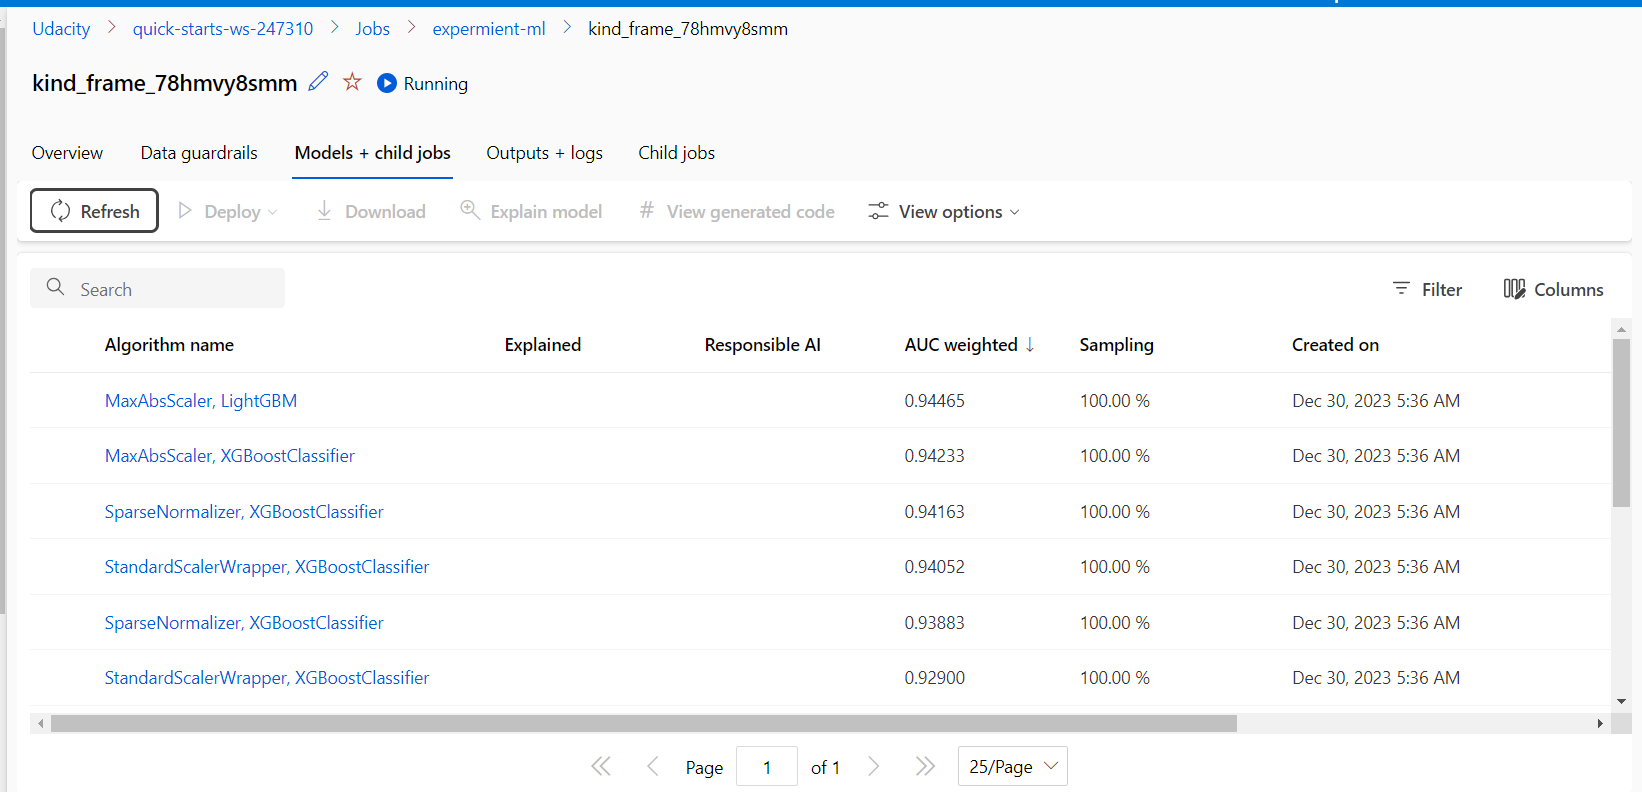 Udacity > quick-starts-ws-247310 > Jobs > expermient-ml > kind_frame_78hmvy8smm
kind_frame_78hmvy8smm Running
Overview Data guardrails Models + child jobs Outputs + logs Child jobs
Refresh Deploy Download Explain model # View generated code View options
Search Filter Columns
Algorithm name Explained Responsible AI AUC weighted ↓ Sampling Created on
MaxAbsScaler, LightGBM 0.94465 100.00 % Dec 30, 2023 5:36 AM
MaxAbsScaler, XGBoostClassifier 0.94233 100.00 % Dec 30, 2023 5:36 AM
SparseNormalizer, XGBoostClassifier 0.94163 100.00 % Dec 30, 2023 5:36 AM
StandardScalerWrapper, XGBoostClassifier 0.94052 100.00 % Dec 30, 2023 5:36 AM
SparseNormalizer, XGBoostClassifier 0.93883 100.00 % Dec 30, 2023 5:36 AM
StandardScalerWrapper, XGBoostClassifier 0.92900 100.00 % Dec 30, 2023 5:36 AM
Page 1 of 1 25/Page